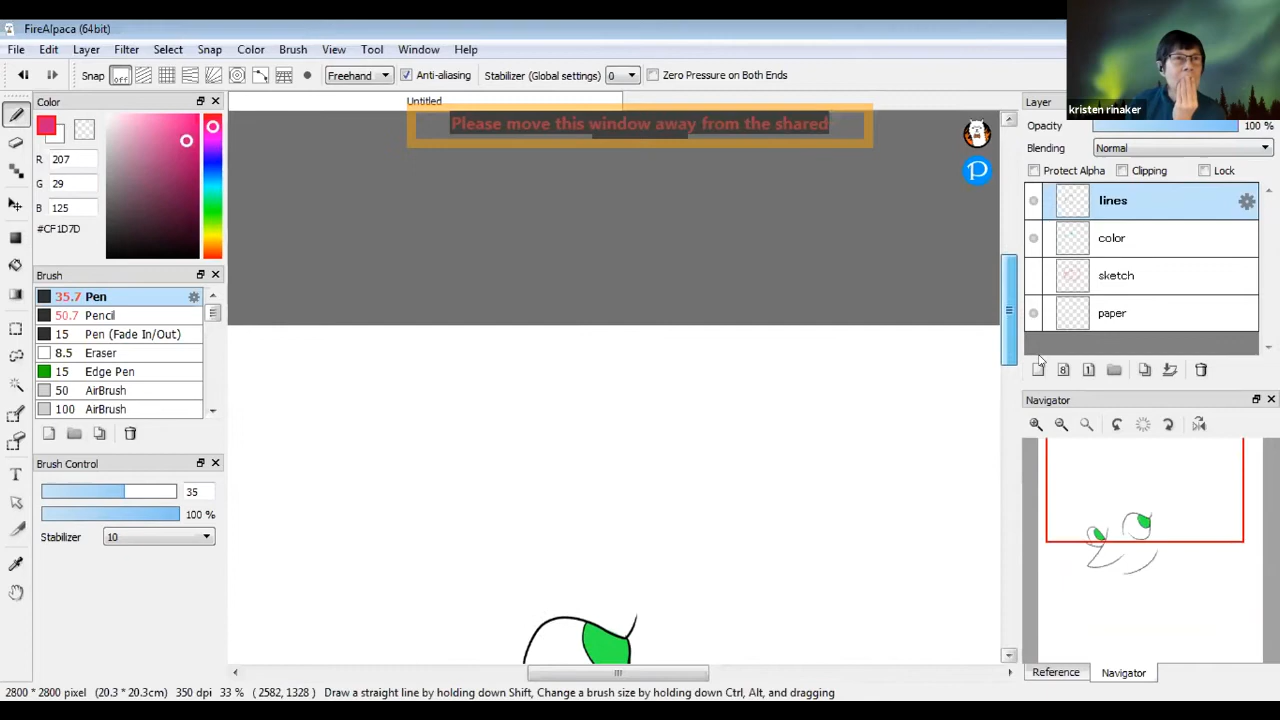 FireAlpaca (64bit)
File Edit Layer Filter Select Snap Color Brush View Tool Window Help
Snap off Freehand Anti-aliasing Stabilizer (Global settings) 0 Zero Pressure on Both Ends
kristen rinaker
Color
Untitled
Layer
Please move this window away from the shared
Opacity 100 %
Blending Normal
Protect Alpha Clipping Lock
R 207
G 29
B 125
#CF1D7D
lines
color
sketch
paper
8 1
Brush
35.7 Pen
50.7 Pencil
15 Pen (Fade In/Out)
8.5 Eraser
15 Edge Pen
50 AirBrush
100 AirBrush
Brush Control
35
100 %
Stabilizer 10
T
P
Navigator
Reference Navigator
2800 * 2800 pixel (20.3 * 20.3cm) 350 dpi 33 % ( 2582, 1328 ) Draw a straight line by holding down Shift, Change a brush size by holding down Ctrl, Alt, and dragging